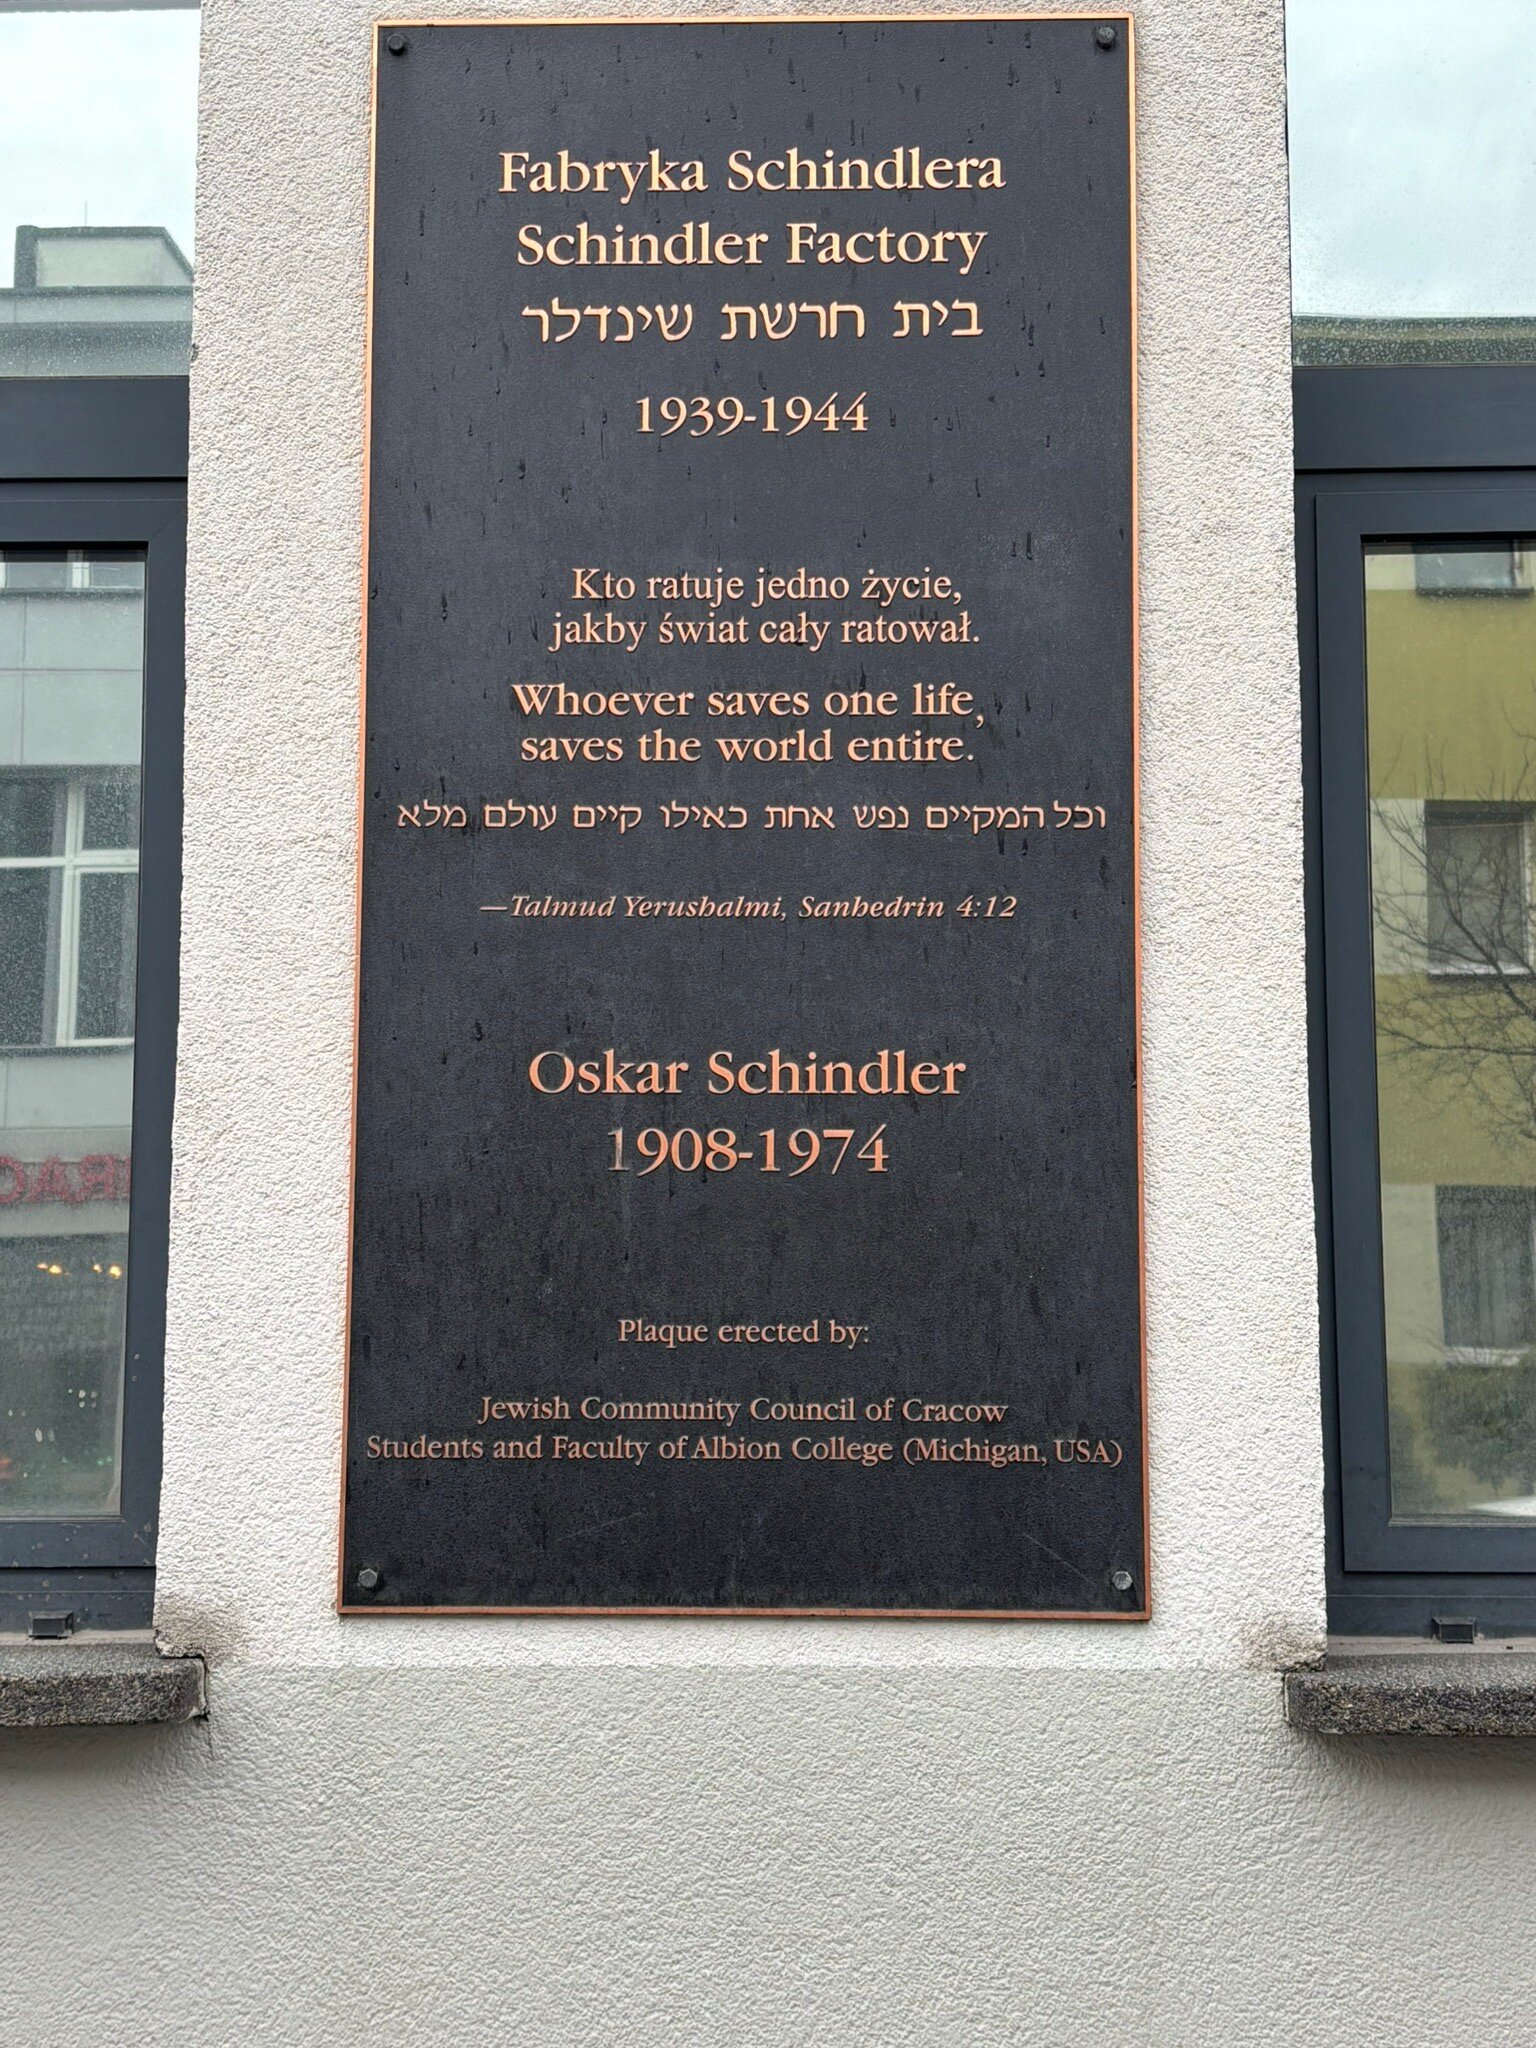 Fabryka Schindlera
Schindler Factory
בית חרשת שינדלר
1939-1944
Kto ratuje jedno życie,
jakby świat cały ratował.
Whoever saves one life,
saves the world entire.
וכל המקיים נפש אחת כאילו קיים עולם מלא
—Talmud Yerushalmi, Sanhedrin 4:12
Oskar Schindler
1908-1974
Plaque erected by:
Jewish Community Council of Cracow
Students and Faculty of Albion College (Michigan, USA)